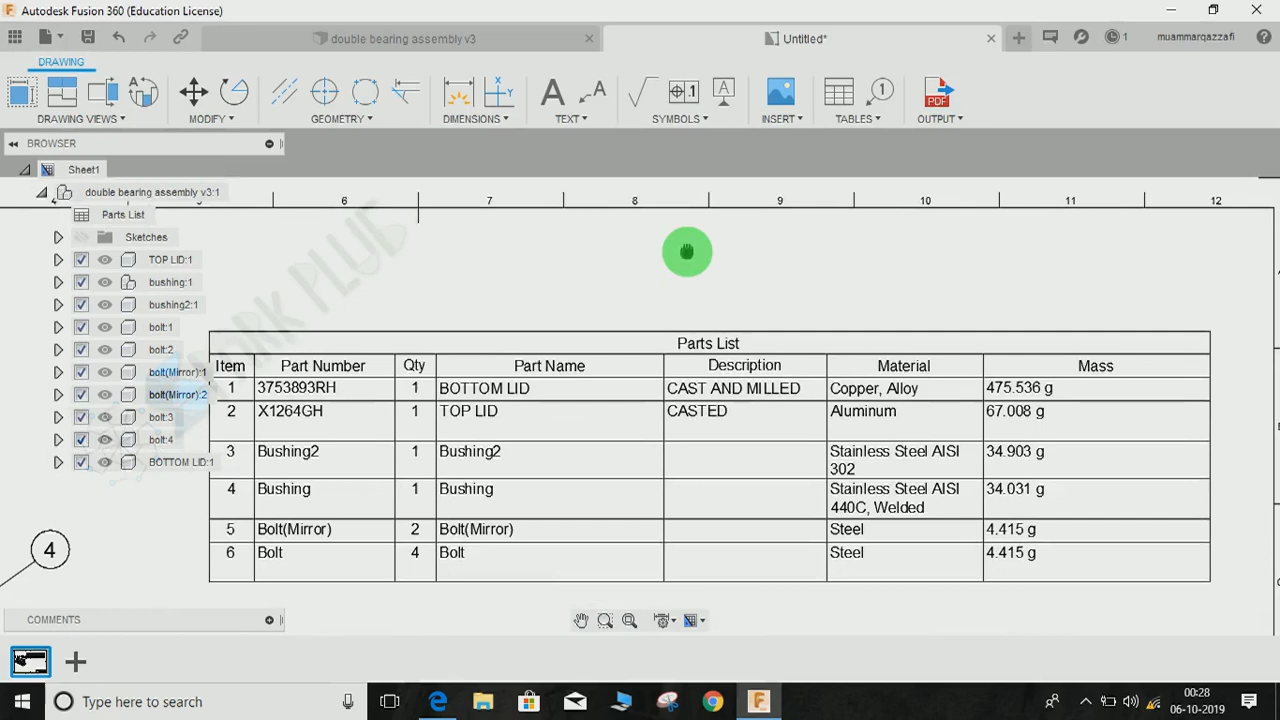 Autodesk Fusion 360 (Education License)
double bearing assembly v3
Untitled*
1
muammarqazzafi
DRAWING
DRAWING VIEWS
MODIFY
GEOMETRY
DIMENSIONS
TEXT
SYMBOLS
INSERT
TABLES
OUTPUT
BROWSER
Sheet1
double bearing assembly v3:1
4 5 6 7 8 9 10 11 12
Parts List
Sketches
TOP LID:1
bushing:1
bushing2:1
bolt:1
bolt:2
bolt(Mirror):1
bolt(Mirror):2
bolt:3
bolt:4
BOTTOM LID:1
Parts List
Item Part Number Qty Part Name Description Material Mass
1 3753893RH 1 BOTTOM LID CAST AND MILLED Copper, Alloy 475.536 g
2 X1264GH 1 TOP LID CASTED Aluminum 67.008 g
3 Bushing2 1 Bushing2 Stainless Steel AISI 34.903 g
302
4 Bushing 1 Bushing Stainless Steel AISI 34.031 g
440C, Welded
5 Bolt(Mirror) 2 Bolt(Mirror) Steel 4.415 g
6 Bolt 4 Bolt Steel 4.415 g
4
COMMENTS
Type here to search
00:28
06-10-2019